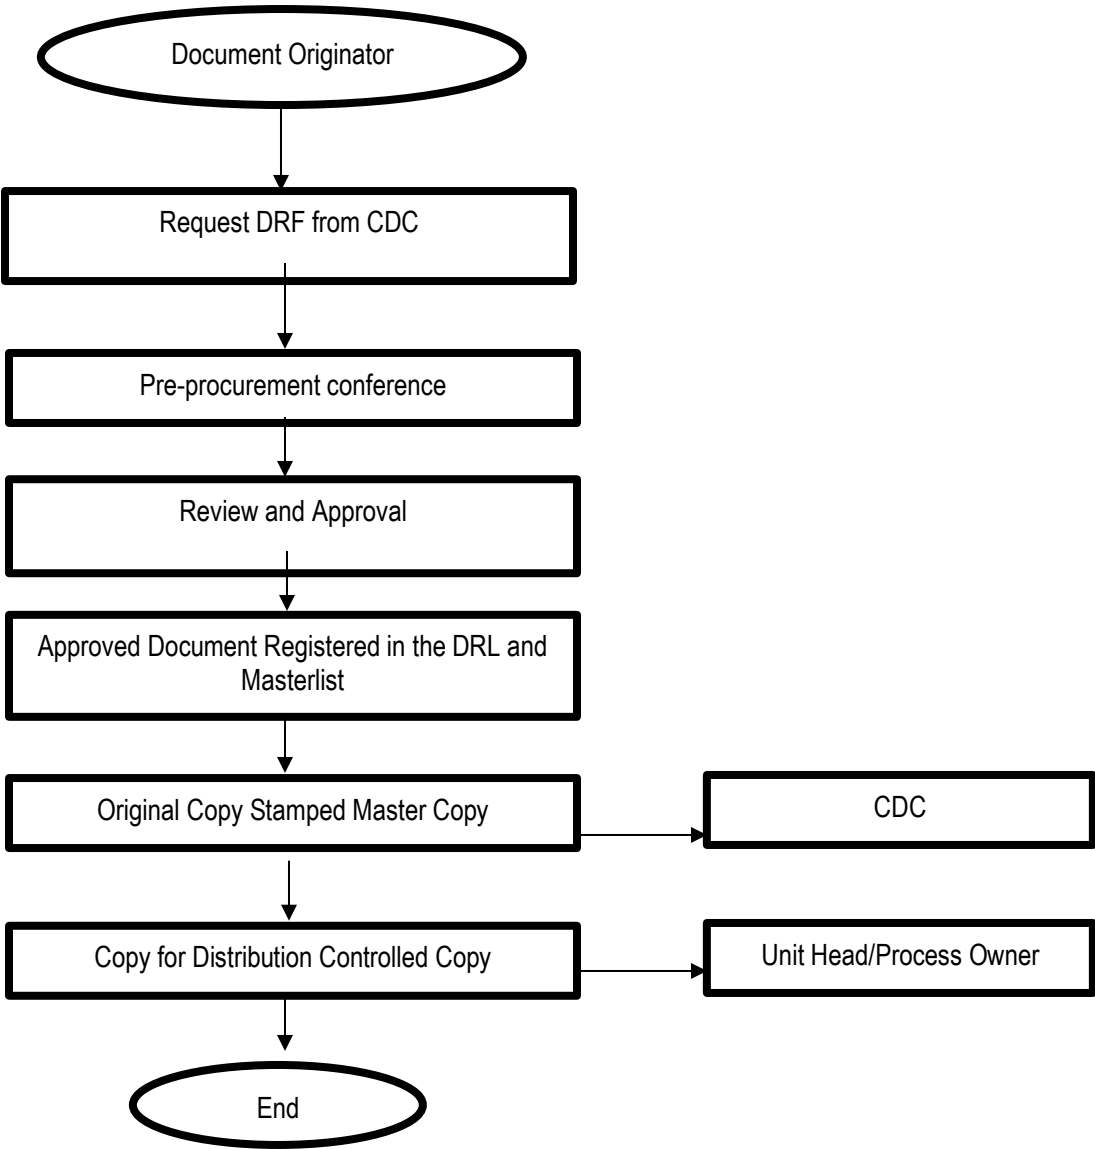 Document Originator
Request DRF from CDC
Pre-procurement conference
Review and Approval
Approved Document Registered in the DRL and
Masterlist
Original Copy Stamped Master Copy
CDC
Copy for Distribution Controlled Copy
Unit Head/Process Owner
End